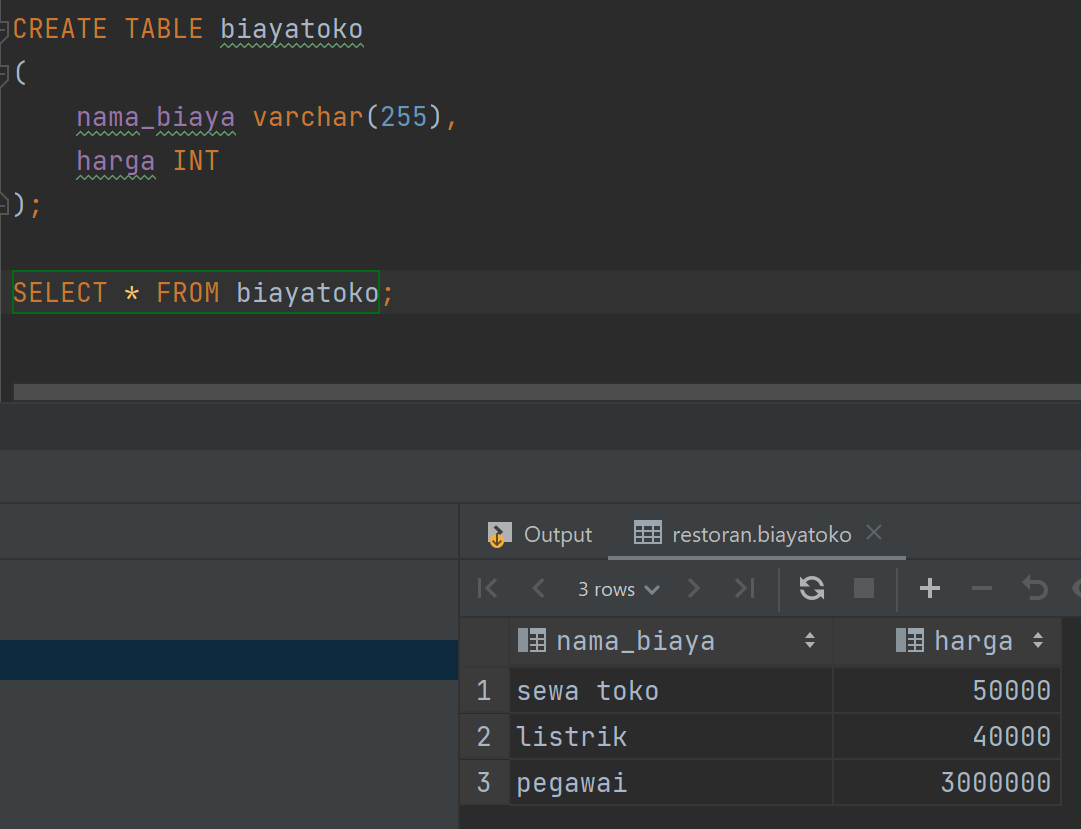 CREATE TABLE biayatoko
(
    nama_biaya varchar(255),
    harga INT
);
SELECT * FROM biayatoko;
Output restoran.biayatoko
3 rows
nama_biaya harga
1 sewa toko 50000
2 listrik 40000
3 pegawai 3000000